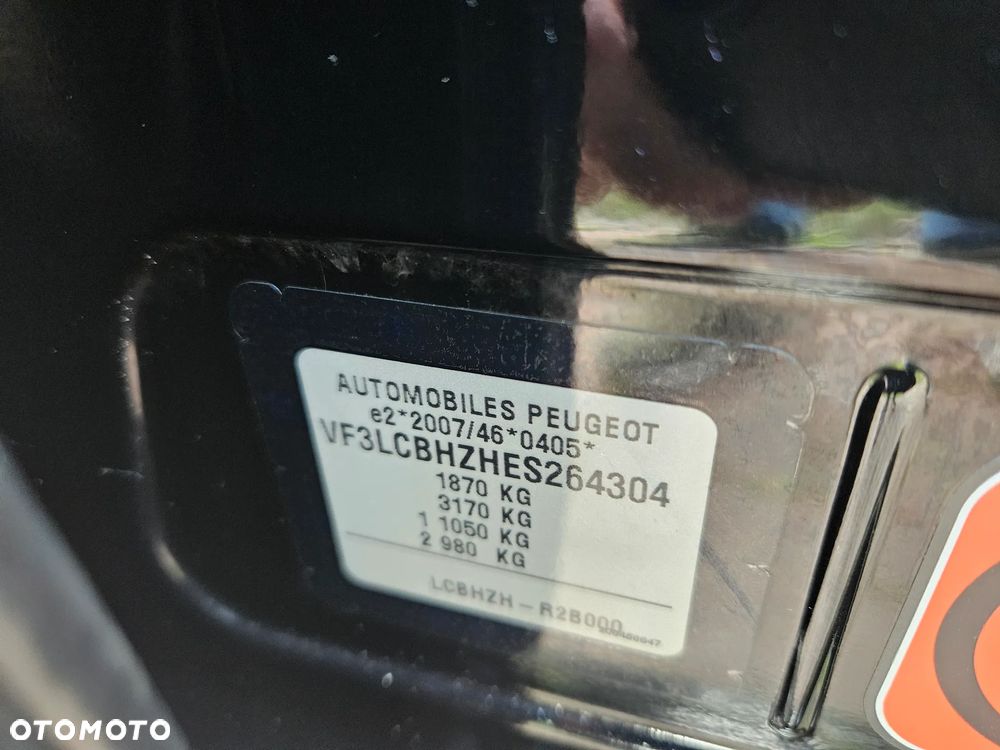 AUTOMOBILES PEUGEOT
e2*2007/46*0405*
VF3LCBHZHES264304
1870 KG
3170 KG
1 1050 KG
2 980 KG
LCBHZH - R2B000
OTOMOTO